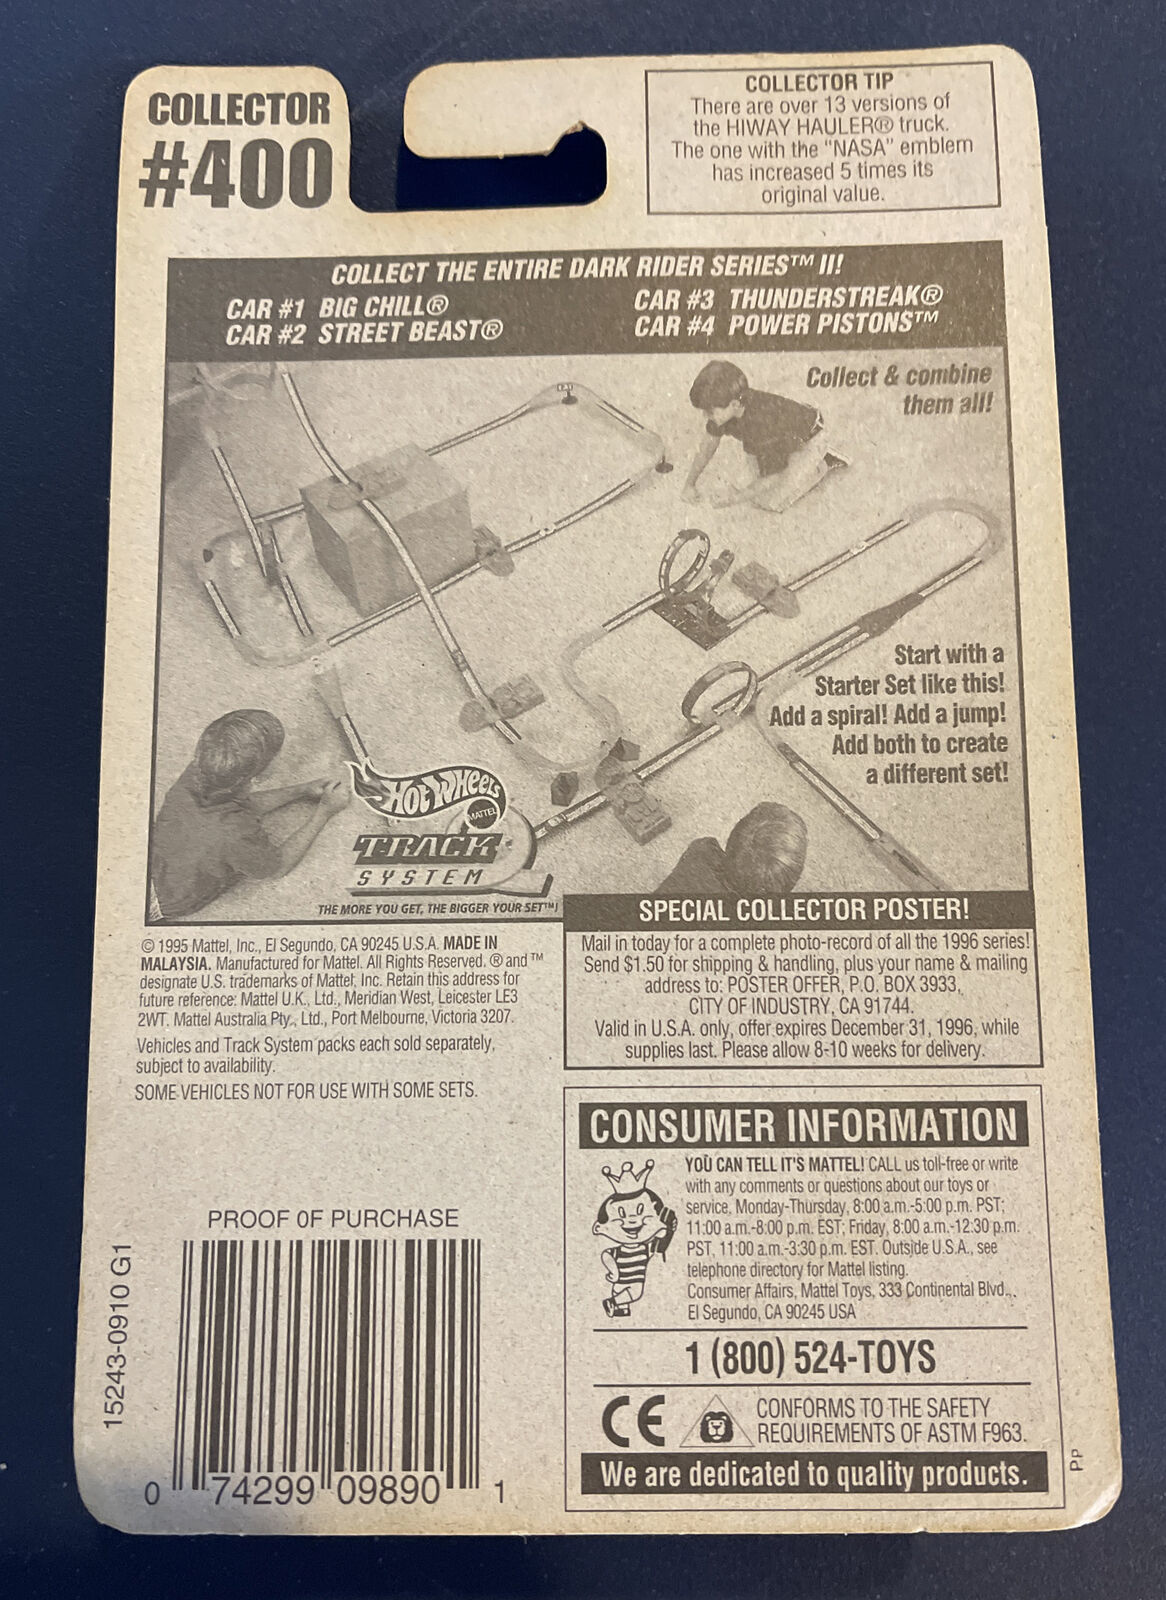 COLLECTOR
#400
COLLECTOR TIP
There are over 13 versions of
the HIWAY HAULER® truck.
The one with the "NASA" emblem
has increased 5 times its
original value.
COLLECT THE ENTIRE DARK RIDER SERIES™ II!
CAR #1 BIG CHILL®
CAR #2 STREET BEAST®
CAR #3 THUNDERSTREAK®
CAR #4 POWER PISTONS™
Collect & combine
them all!
Start with a
Starter Set like this!
Add a spiral! Add a jump!
Add both to create
a different set!
HOT WHEELS
MATTEL
TRACK
SYSTEM
THE MORE YOU GET, THE BIGGER YOUR SET™!
© 1995 Mattel, Inc., El Segundo, CA 90245 U.S.A. MADE IN
MALAYSIA. Manufactured for Mattel. All Rights Reserved. ® and ™
designate U.S. trademarks of Mattel, Inc. Retain this address for
future reference: Mattel U.K., Ltd., Meridian West, Leicester LE3
2WT. Mattel Australia Pty., Ltd., Port Melbourne, Victoria 3207.
Vehicles and Track System packs each sold separately,
subject to availability.
SOME VEHICLES NOT FOR USE WITH SOME SETS.
SPECIAL COLLECTOR POSTER!
Mail in today for a complete photo-record of all the 1996 series!
Send $1.50 for shipping & handling, plus your name & mailing
address to: POSTER OFFER, P.O. BOX 3933,
CITY OF INDUSTRY, CA 91744.
Valid in U.S.A. only, offer expires December 31, 1996, while
supplies last. Please allow 8-10 weeks for delivery.
CONSUMER INFORMATION
YOU CAN TELL IT'S MATTEL! CALL us toll-free or write
with any comments or questions about our toys or
service, Monday-Thursday, 8:00 a.m.-5:00 p.m. PST;
11:00 a.m.-8:00 p.m. EST; Friday, 8:00 a.m.-12:30 p.m.
PST, 11:00 a.m.-3:30 p.m. EST. Outside U.S.A., see
telephone directory for Mattel listing.
Consumer Affairs, Mattel Toys, 333 Continental Blvd.,
El Segundo, CA 90245 USA
1 (800) 524-TOYS
CE
CONFORMS TO THE SAFETY
REQUIREMENTS OF ASTM F963.
We are dedicated to quality products.
PP
PROOF OF PURCHASE
15243-0910 G1
0 74299 09890 1